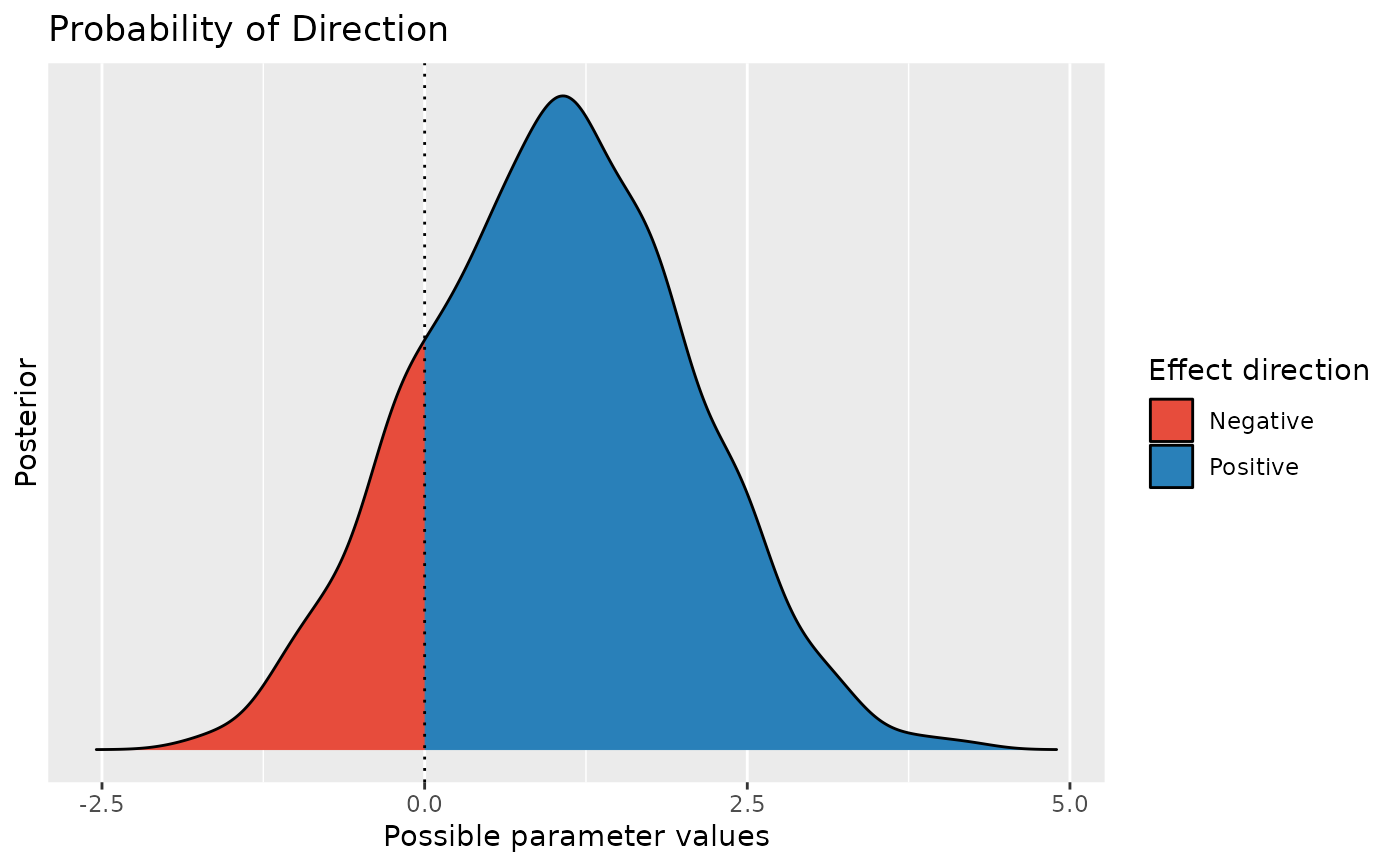 Probability of Direction
Posterior
-2.5 0.0 2.5 5.0
Possible parameter values
Effect direction
Negative
Positive